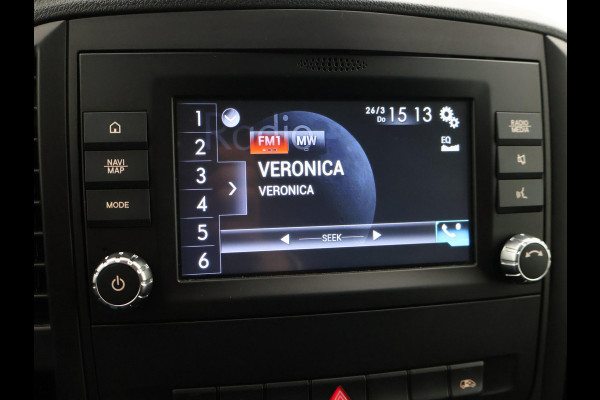 1
2
3
4
5
6
Radio
26/3
Do
15 13
FM1 MW
EQ
VERONICA
VERONICA
SEEK
NAVI
MAP
MODE
RADIO
MEDIA